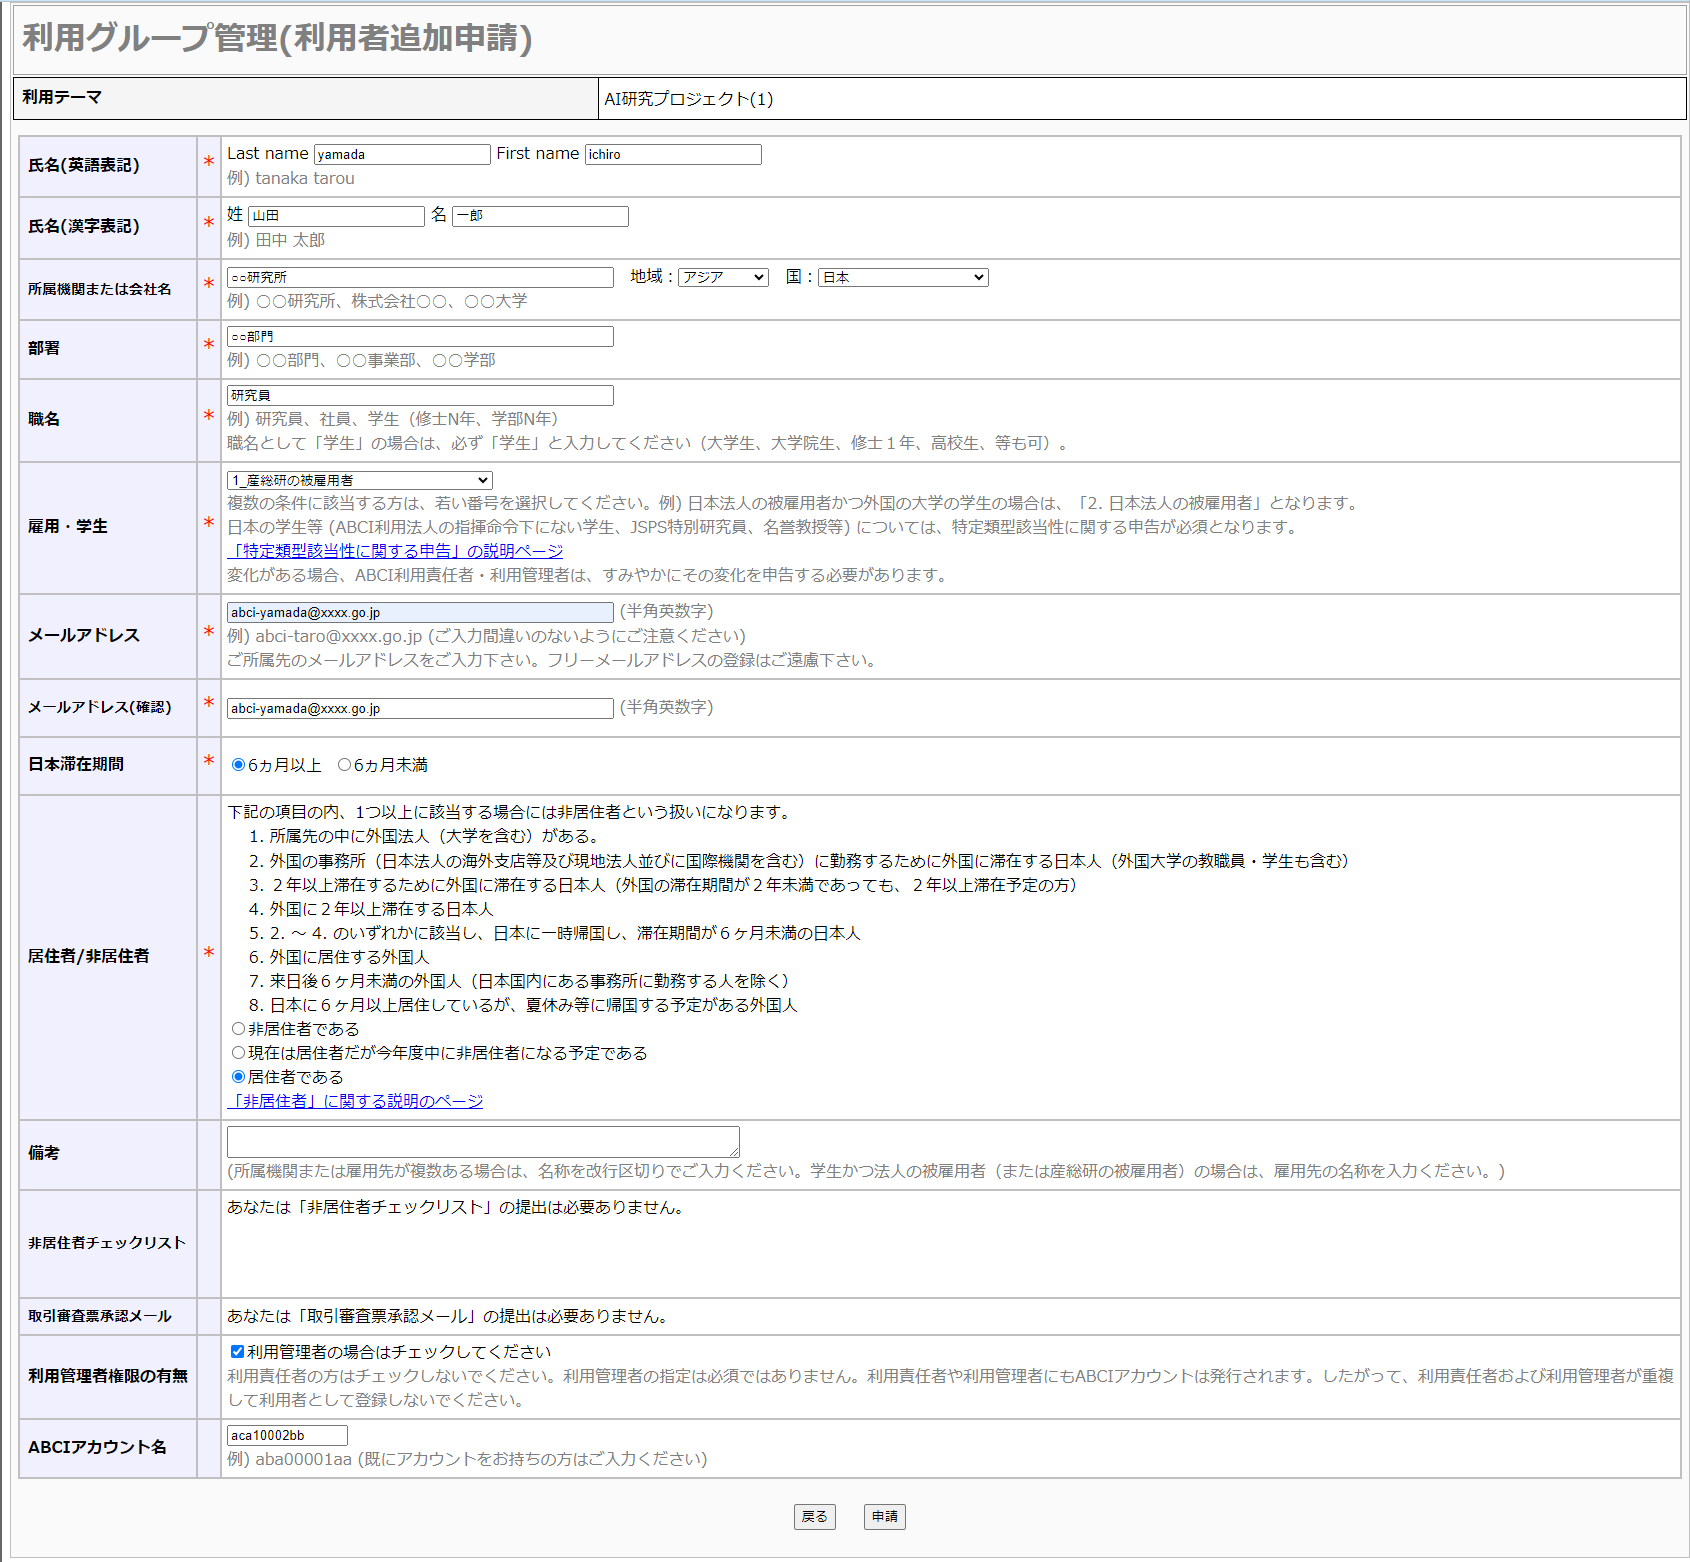 利用グループ管理(利用者追加申請)
利用テーマ AI研究プロジェクト(1)
氏名(英語表記) * Last name yamada First name ichiro
例) tanaka tarou
氏名(漢字表記) * 姓 山田 名 一郎
例) 田中 太郎
所属機関または会社名 * ○○研究所 地域：アジア 国：日本
例) ○○研究所、株式会社○○、○○大学
部署 * ○○部門
例) ○○部門、○○事業部、○○学部
職名 * 研究員
例) 研究員、社員、学生（修士N年、学部N年）
職名として「学生」の場合は、必ず「学生」と入力してください（大学生、大学院生、修士１年、高校生、等も可）。
雇用・学生 * 1_産総研の被雇用者
複数の条件に該当する方は、若い番号を選択してください。例) 日本法人の被雇用者かつ外国の大学の学生の場合は、「2. 日本法人の被雇用者」となります。
日本の学生等 (ABCI利用法人の指揮命令下にない学生、JSPS特別研究員、名誉教授等) については、特定類型該当性に関する申告が必須となります。
「特定類型該当性に関する申告」の説明ページ
変化がある場合、ABCI利用責任者・利用管理者は、すみやかにその変化を申告する必要があります。
メールアドレス * abci-yamada@xxxx.go.jp (半角英数字)
例) abci-taro@xxxx.go.jp (ご入力間違いのないようにご注意ください)
ご所属先のメールアドレスをご入力下さい。フリーメールアドレスの登録はご遠慮下さい。
メールアドレス(確認) * abci-yamada@xxxx.go.jp (半角英数字)
日本滞在期間 * 6ヵ月以上 6ヵ月未満
居住者/非居住者 * 下記の項目の内、1つ以上に該当する場合には非居住者という扱いになります。
1. 所属先の中に外国法人（大学を含む）がある。
2. 外国の事務所（日本法人の海外支店等及び現地法人並びに国際機関を含む）に勤務するために外国に滞在する日本人（外国大学の教職員・学生も含む）
3. ２年以上滞在するために外国に滞在する日本人（外国の滞在期間が２年未満であっても、２年以上滞在予定の方）
4. 外国に２年以上滞在する日本人
5. 2. ～ 4. のいずれかに該当し、日本に一時帰国し、滞在期間が６ヶ月未満の日本人
6. 外国に居住する外国人
7. 来日後６ヶ月未満の外国人（日本国内にある事務所に勤務する人を除く）
8. 日本に６ヶ月以上居住しているが、夏休み等に帰国する予定がある外国人
非居住者である
現在は居住者だが今年度中に非居住者になる予定である
居住者である
「非居住者」に関する説明のページ
備考
(所属機関または雇用先が複数ある場合は、名称を改行区切りでご入力ください。学生かつ法人の被雇用者（または産総研の被雇用者）の場合は、雇用先の名称を入力ください。)
非居住者チェックリスト あなたは「非居住者チェックリスト」の提出は必要ありません。
取引審査票承認メール あなたは「取引審査票承認メール」の提出は必要ありません。
利用管理者権限の有無 利用管理者の場合はチェックしてください
利用責任者の方はチェックしないでください。利用管理者の指定は必須ではありません。利用責任者や利用管理者にもABCIアカウントは発行されます。したがって、利用責任者および利用管理者が重複
して利用者として登録しないでください。
ABCIアカウント名 aca10002bb
例) aba00001aa (既にアカウントをお持ちの方はご入力ください)
戻る 申請